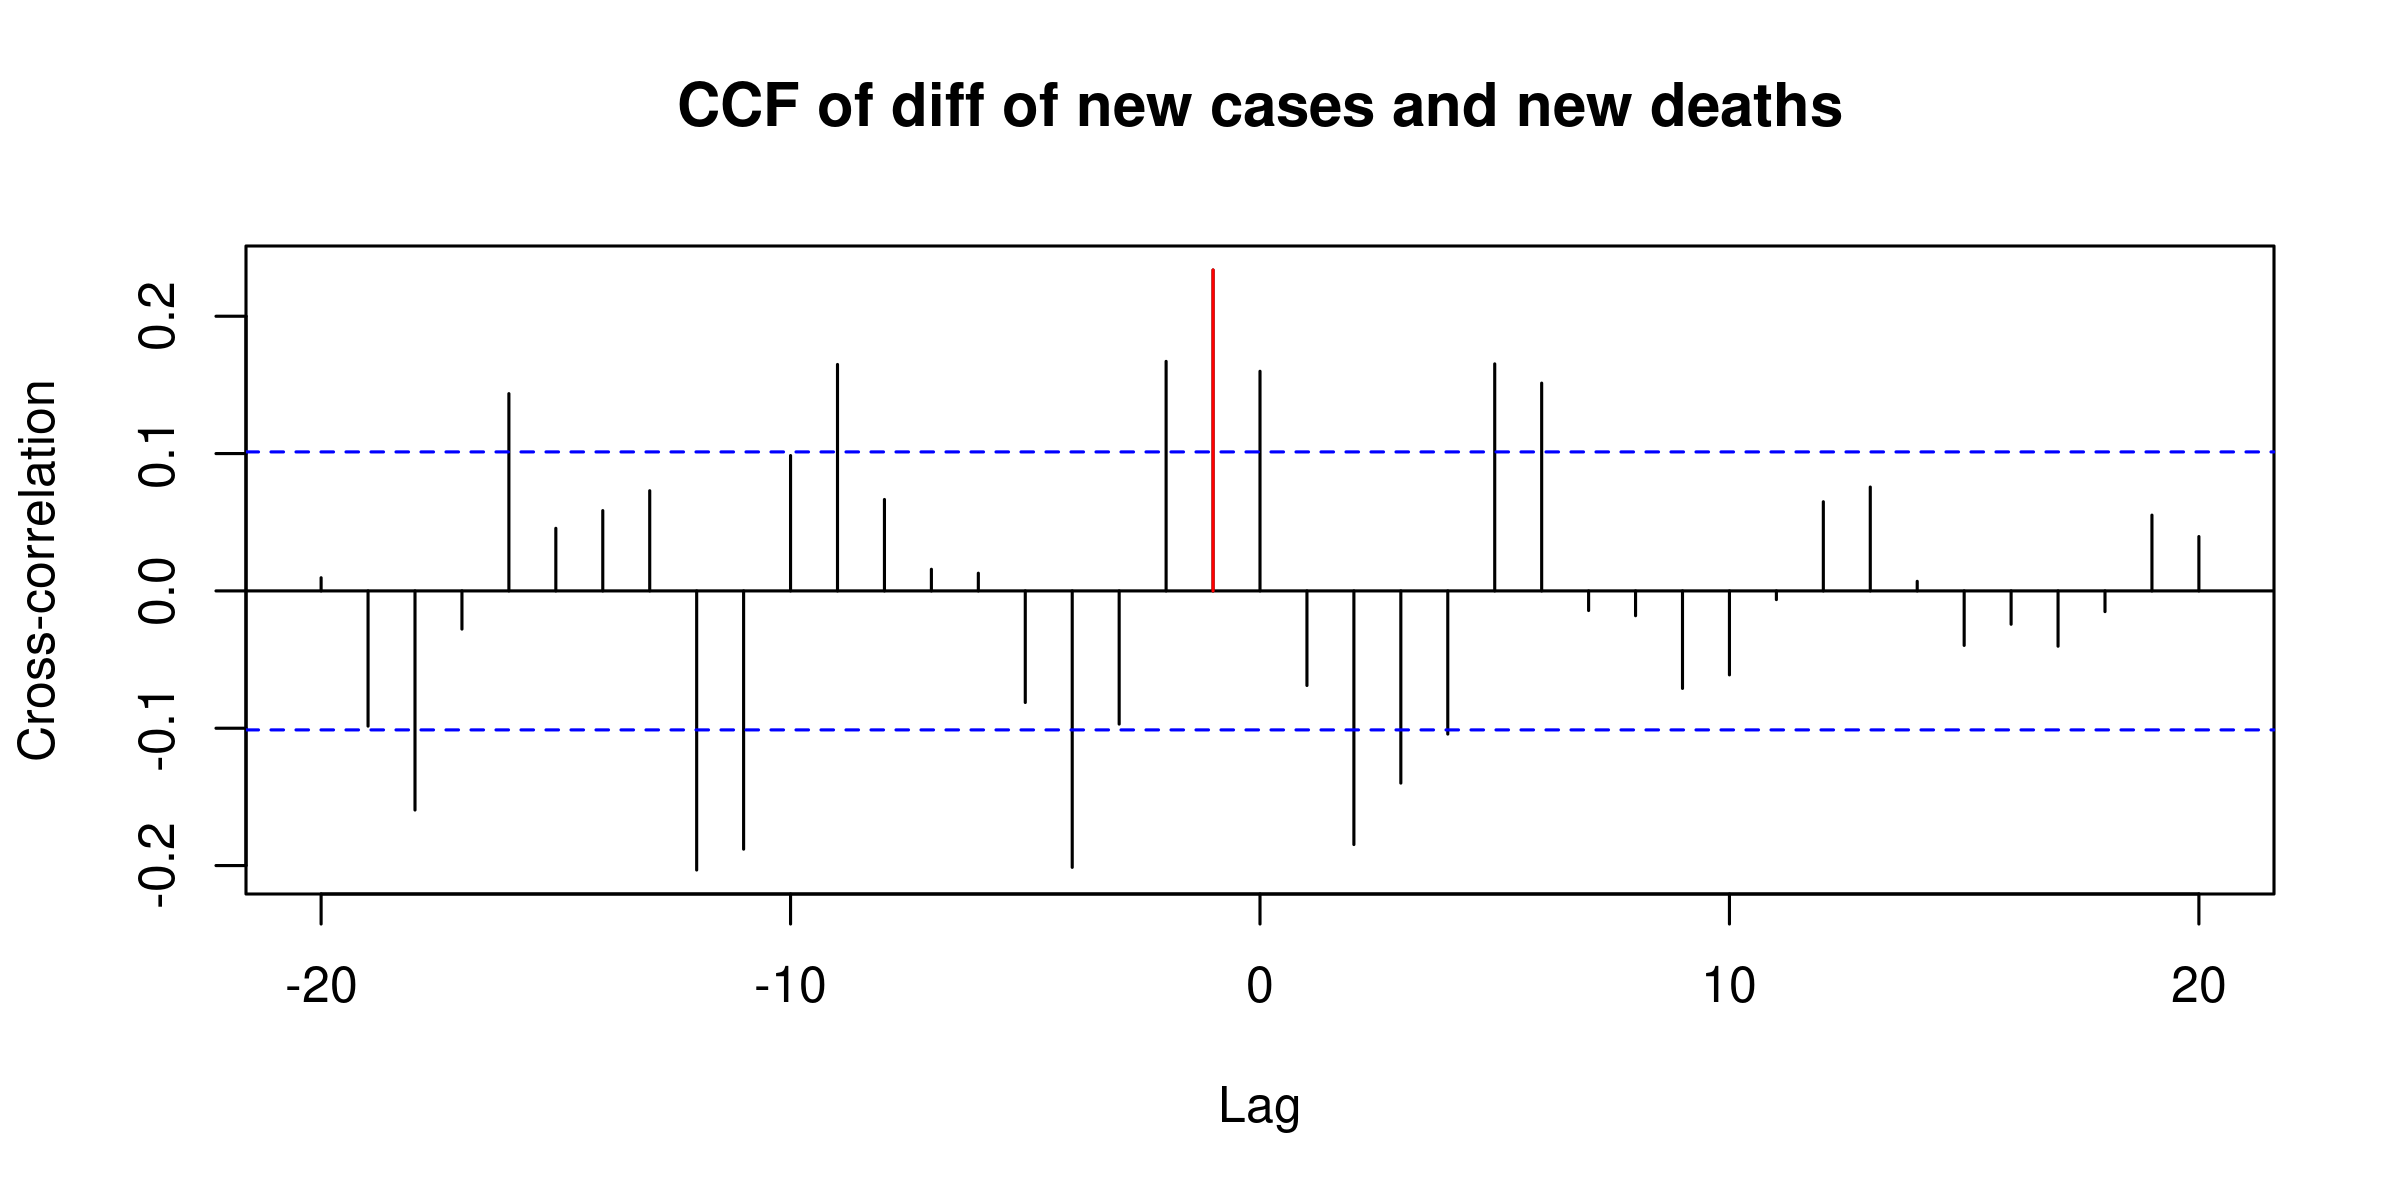 CCF of diff of new cases and new deaths
Cross-correlation
0.2
0.1
0.0
-0.1
-0.2
-20 -10 0 10 20
Lag